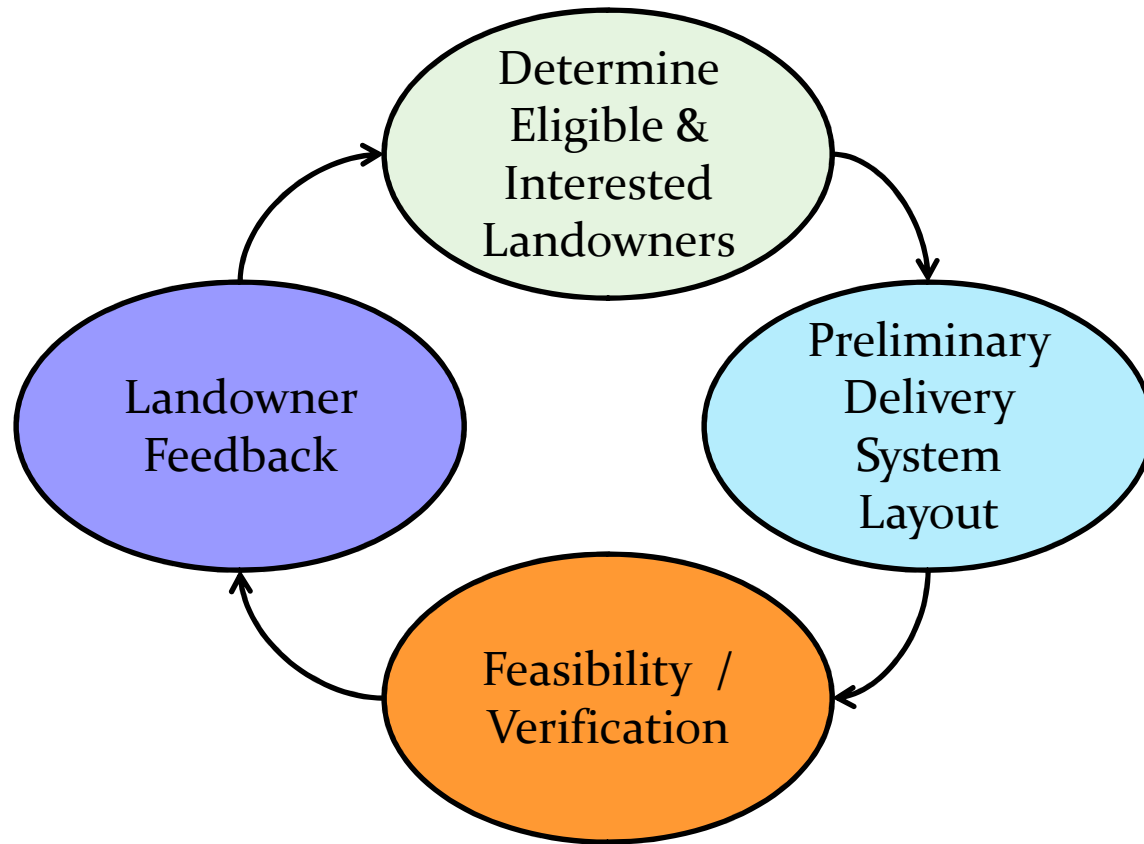 Determine
Eligible &
Interested
Landowners
Preliminary
Delivery
System
Layout
Feasibility /
Verification
Landowner
Feedback